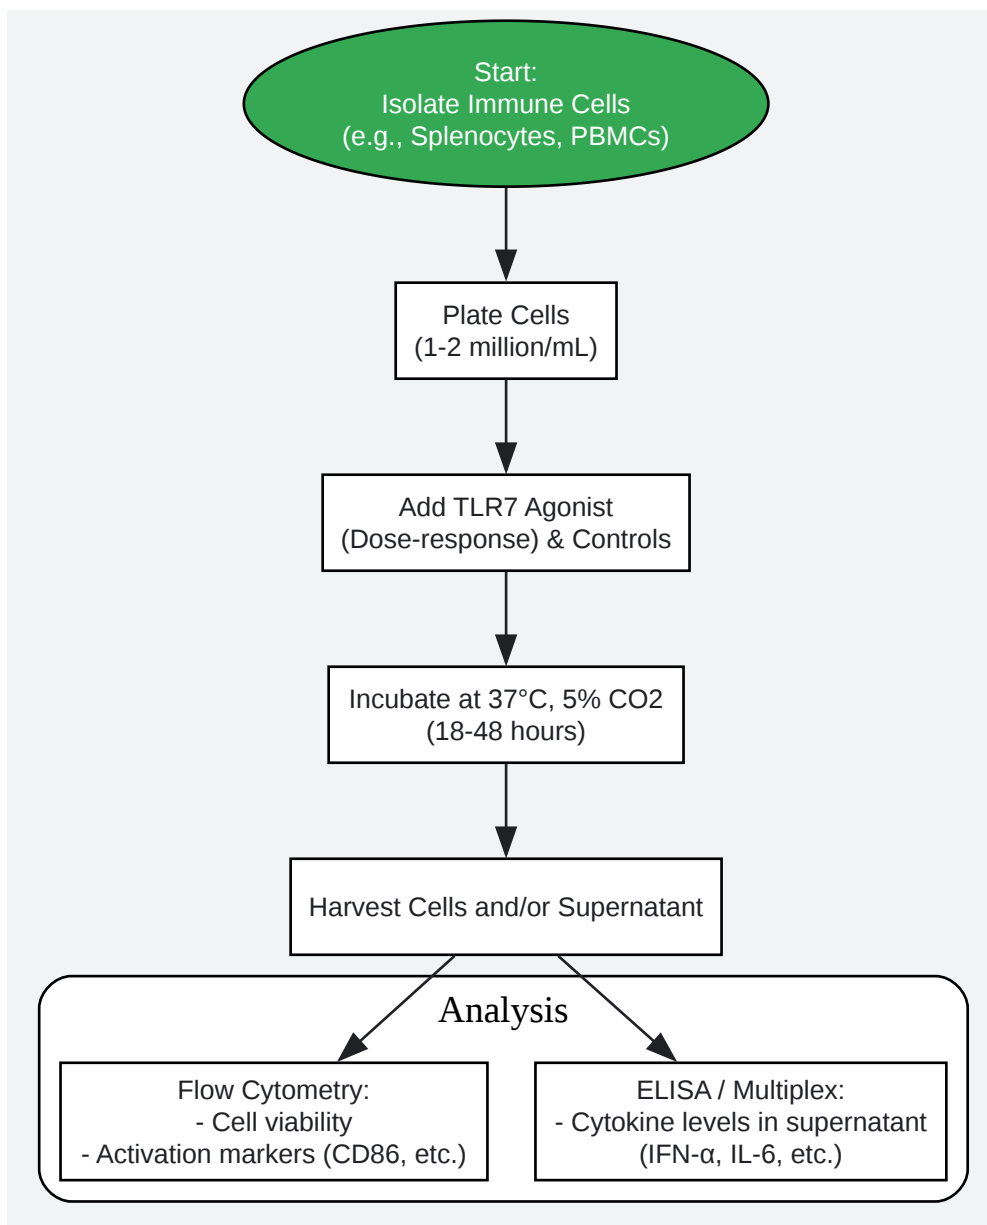 Start:
Isolate Immune Cells
(e.g., Splenocytes, PBMCs)
Plate Cells
(1-2 million/mL)
Add TLR7 Agonist
(Dose-response) & Controls
Incubate at 37°C, 5% CO2
(18-48 hours)
Harvest Cells and/or Supernatant
Analysis
Flow Cytometry:
- Cell viability
- Activation markers (CD86, etc.)
ELISA / Multiplex:
- Cytokine levels in supernatant
(IFN-α, IL-6, etc.)